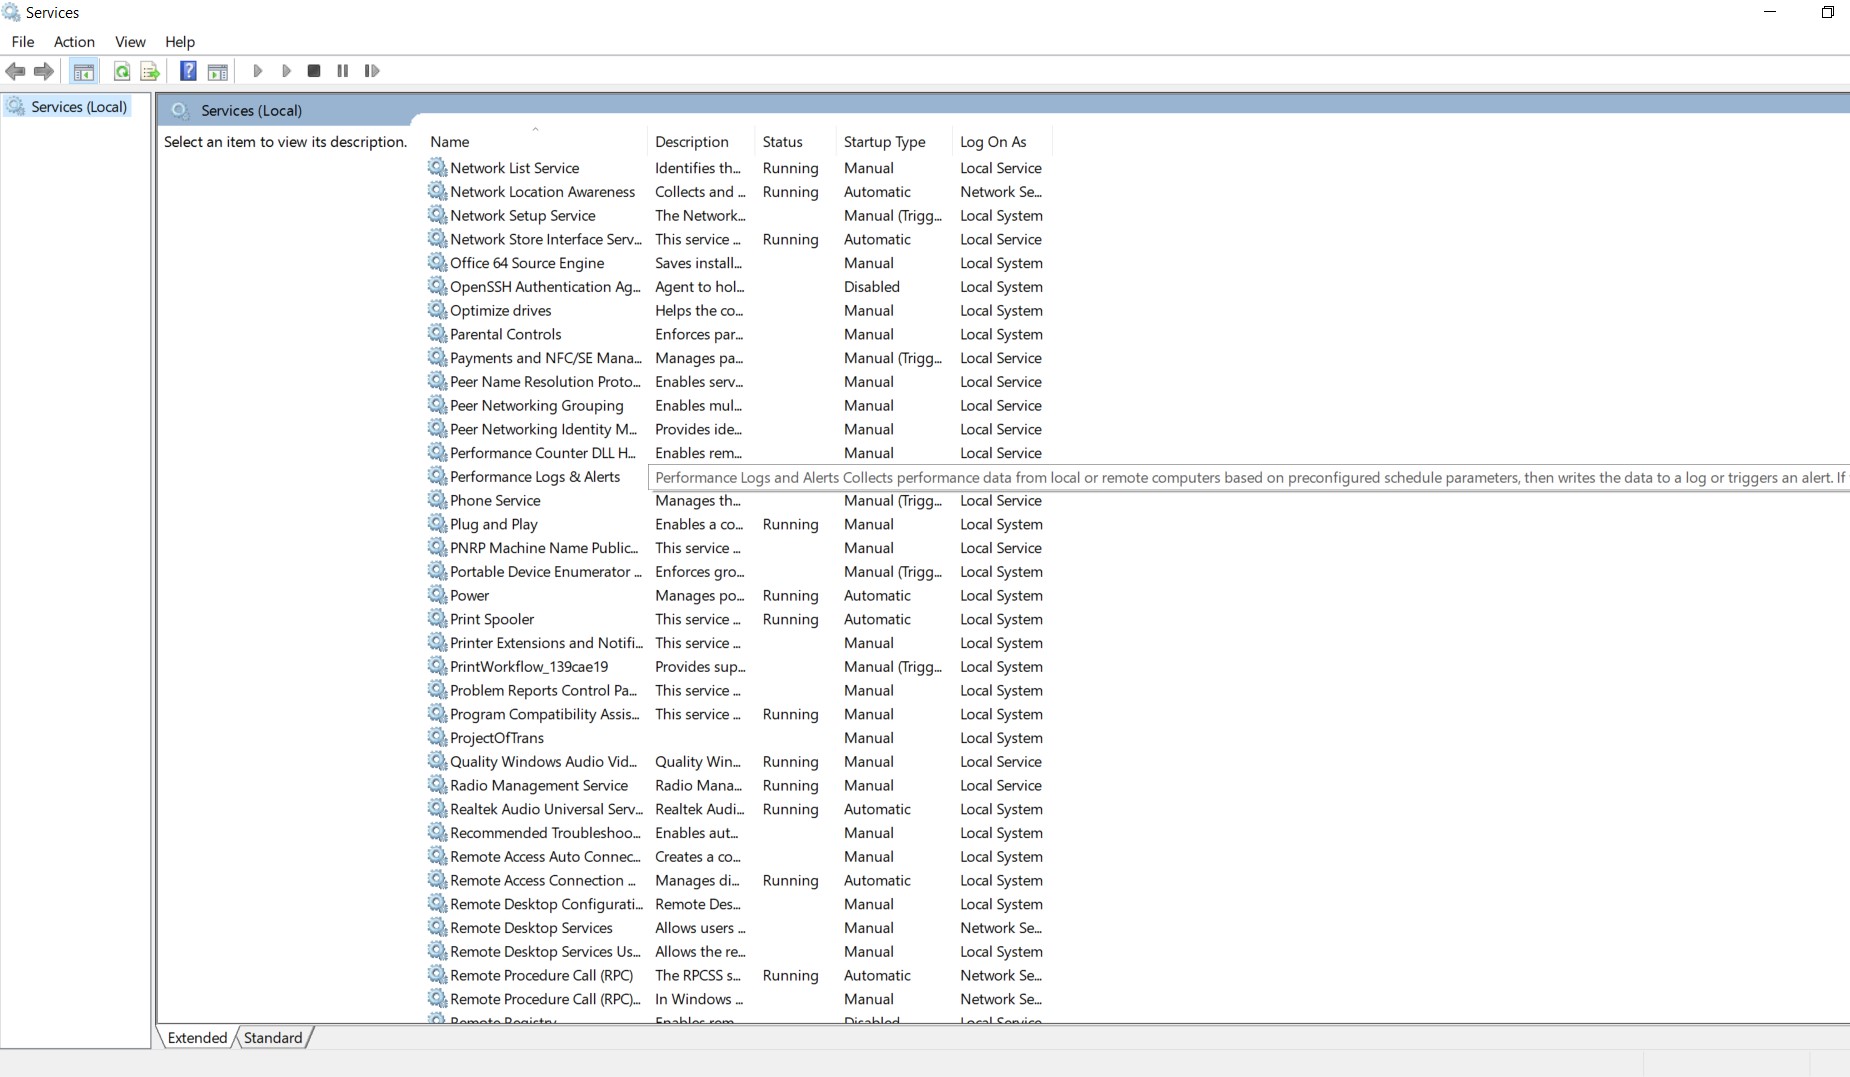 Services
File Action View Help
Services (Local)
Services (Local)
Select an item to view its description.
Name Description Status Startup Type Log On As
Network List Service Identifies th... Running Manual Local Service
Network Location Awareness Collects and ... Running Automatic Network Se...
Network Setup Service The Network... Manual (Trigg... Local System
Network Store Interface Serv... This service ... Running Automatic Local Service
Office 64 Source Engine Saves install... Manual Local System
OpenSSH Authentication Ag... Agent to hol... Disabled Local System
Optimize drives Helps the co... Manual Local System
Parental Controls Enforces par... Manual Local System
Payments and NFC/SE Mana... Manages pa... Manual (Trigg... Local Service
Peer Name Resolution Proto... Enables serv... Manual Local Service
Peer Networking Grouping Enables mul... Manual Local Service
Peer Networking Identity M... Provides ide... Manual Local Service
Performance Counter DLL H... Enables rem... Manual Local Service
Performance Logs & Alerts Performance Logs and Alerts Collects performance data from local or remote computers based on preconfigured schedule parameters, then writes the data to a log or triggers an alert. If
Phone Service Manages th... Manual (Trigg... Local Service
Plug and Play Enables a co... Running Manual Local System
PNRP Machine Name Public... This service ... Manual Local Service
Portable Device Enumerator ... Enforces gro... Manual (Trigg... Local System
Power Manages po... Running Automatic Local System
Print Spooler This service ... Running Automatic Local System
Printer Extensions and Notifi... This service ... Manual Local System
PrintWorkflow_139cae19 Provides sup... Manual (Trigg... Local System
Problem Reports Control Pa... This service ... Manual Local System
Program Compatibility Assis... This service ... Running Manual Local System
ProjectOfTrans Manual Local System
Quality Windows Audio Vid... Quality Win... Running Manual Local Service
Radio Management Service Radio Mana... Running Manual Local Service
Realtek Audio Universal Serv... Realtek Audi... Running Automatic Local System
Recommended Troubleshoo... Enables aut... Manual Local System
Remote Access Auto Connec... Creates a co... Manual Local System
Remote Access Connection ... Manages di... Running Automatic Local System
Remote Desktop Configurati... Remote Des... Manual Local System
Remote Desktop Services Allows users ... Manual Network Se...
Remote Desktop Services Us... Allows the re... Manual Local System
Remote Procedure Call (RPC) The RPCSS s... Running Automatic Network Se...
Remote Procedure Call (RPC)... In Windows ... Manual Network Se...
Remote Registry Enables rem... Disabled Local Service
Extended Standard